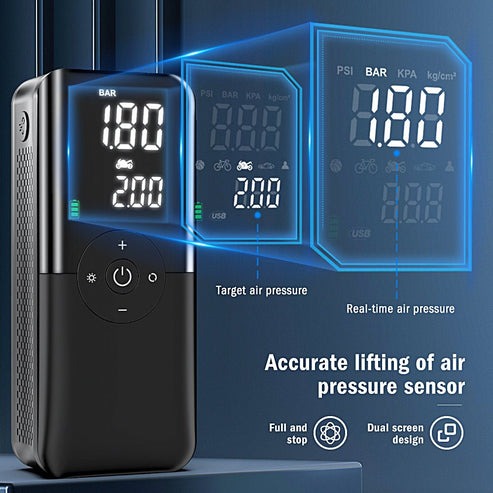 BAR
1.80
2.00
PSI BAR KPA kg/cm²
888
2.00
USB
PSI BAR KPA kg/cm²
1.80
888
USB
Target air pressure
Real-time air pressure
Accurate lifting of air
pressure sensor
Full and
stop
Dual screen
design